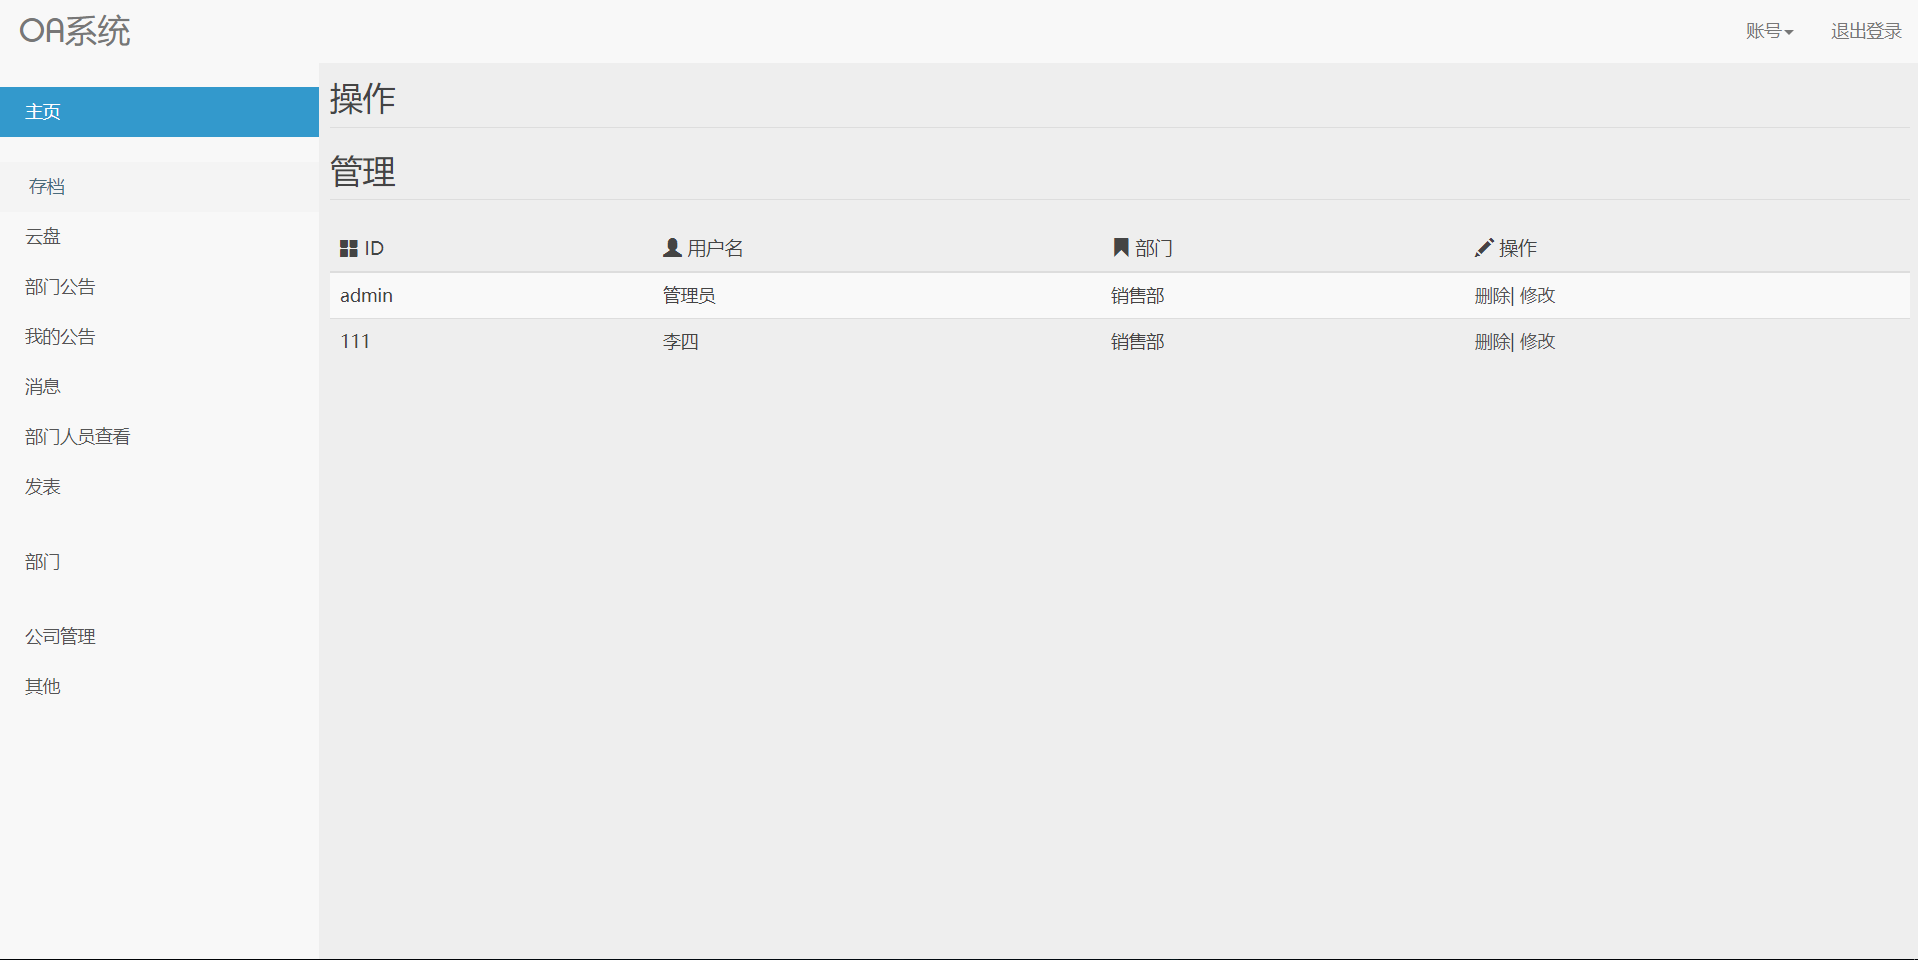 OA系统
账号
退出登录
主页
存档
云盘
部门公告
我的公告
消息
部门人员查看
发表
部门
公司管理
其他
操作
管理
ID 用户名 部门 操作
admin 管理员 销售部 删除| 修改
111 李四 销售部 删除| 修改